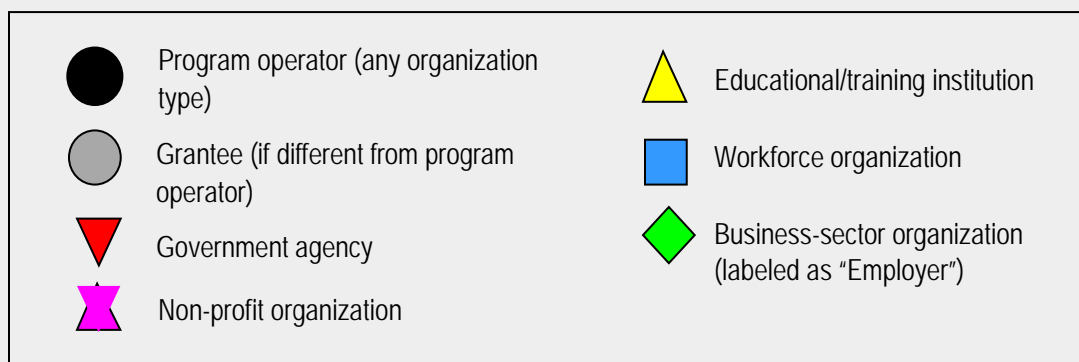 Program operator (any organization
type)
Grantee (if different from program
operator)
Government agency
Non-profit organization
Educational/training institution
Workforce organization
Business-sector organization
(labeled as “Employer”)